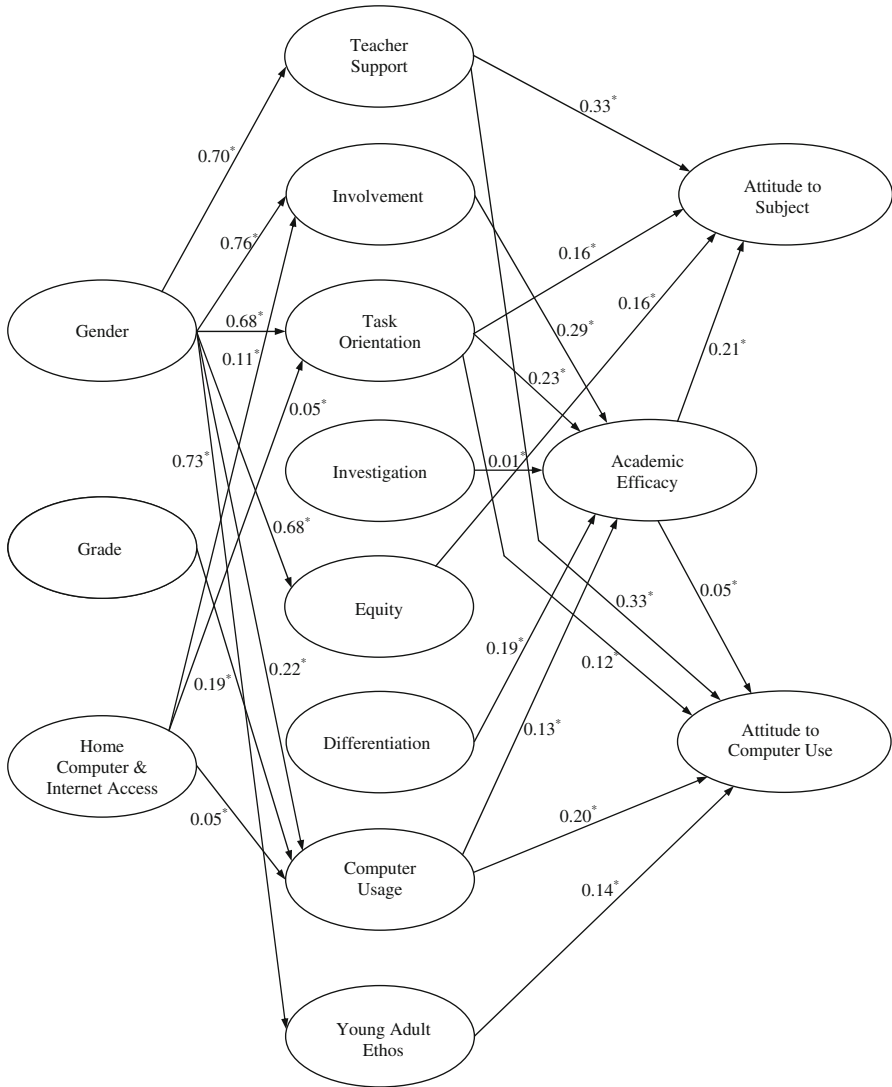 Teacher
Support
0.33*
0.70*
Involvement
Attitude to
Subject
0.76*
0.16*
Gender
0.68*
Task
Orientation
0.16*
0.29*
0.11*
0.21*
0.23*
0.05*
0.73*
Investigation
0.01*
Academic
Efficacy
0.68*
Grade
Equity
0.05*
0.33*
0.19*
0.22*
0.19*
0.12*
Home
Computer &
Internet Access
Differentiation
0.13*
Attitude to
Computer Use
0.05*
0.20*
Computer
Usage
0.14*
Young Adult
Ethos